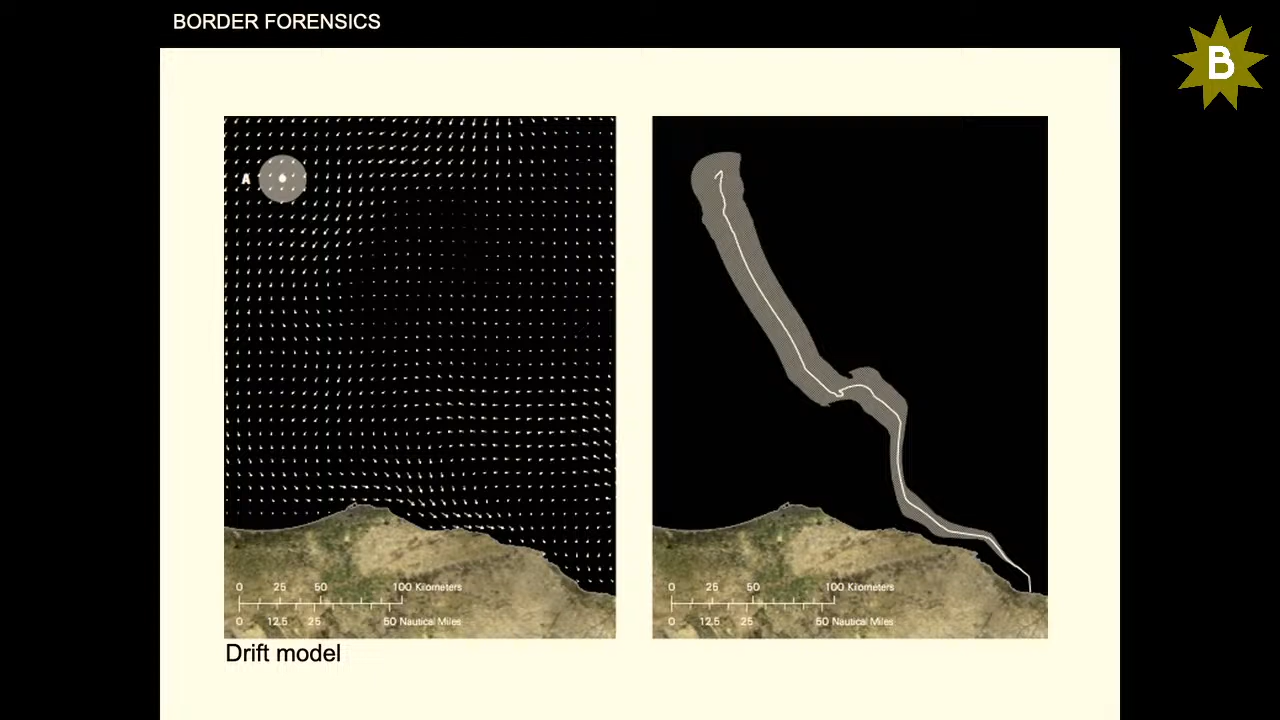 BORDER FORENSICS
B
A
0 25 50 100 Kilometers
0 12.5 25 50 Nautical Miles
0 25 50 100 Kilometers
0 12.5 25 50 Nautical Miles
Drift model